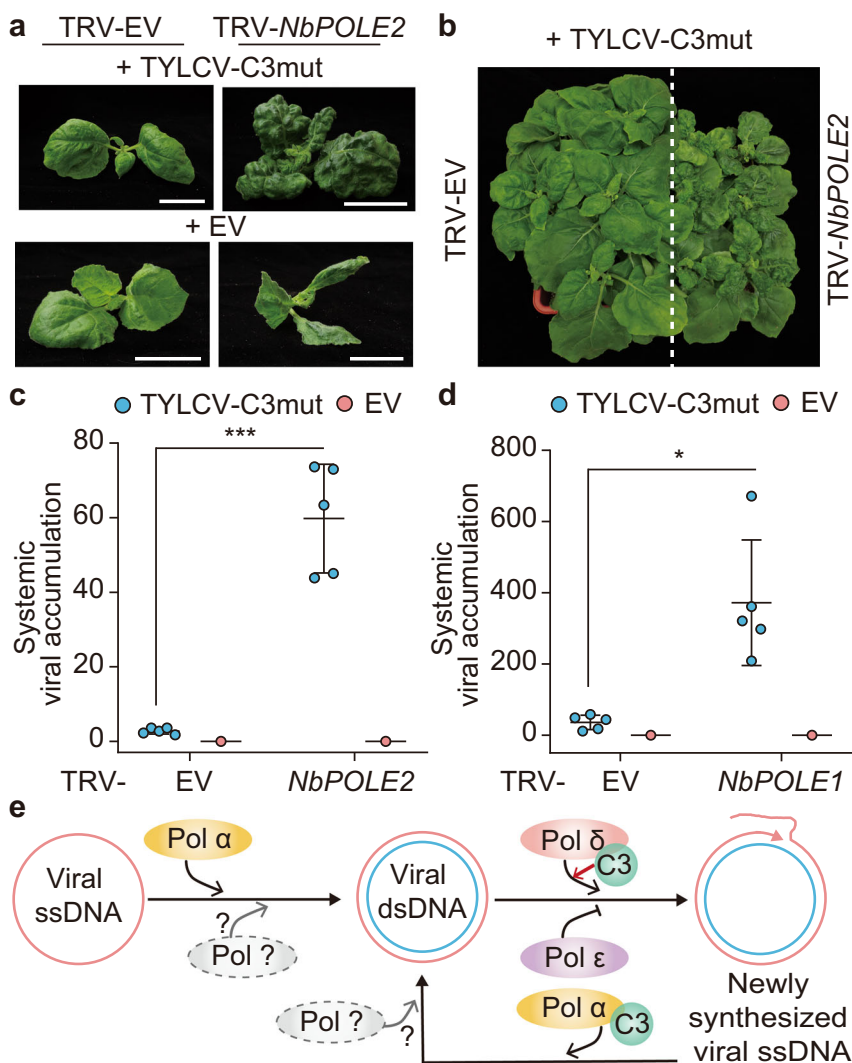 a
TRV-EV
TRV-NbPOLE2
+ TYLCV-C3mut
+ EV
b
+ TYLCV-C3mut
TRV-EV
TRV-NbPOLE2
c
TYLCV-C3mut
EV
***
80
60
40
20
0
Systemic
viral accumulation
TRV-
EV
NbPOLE2
d
TYLCV-C3mut
EV
*
800
600
400
200
0
Systemic
viral accumulation
TRV-
EV
NbPOLE1
e
Viral
ssDNA
Pol α
?
Pol ?
Viral
dsDNA
Pol δ
C3
Pol ε
Pol ?
?
Pol α
C3
Newly
synthesized
viral ssDNA